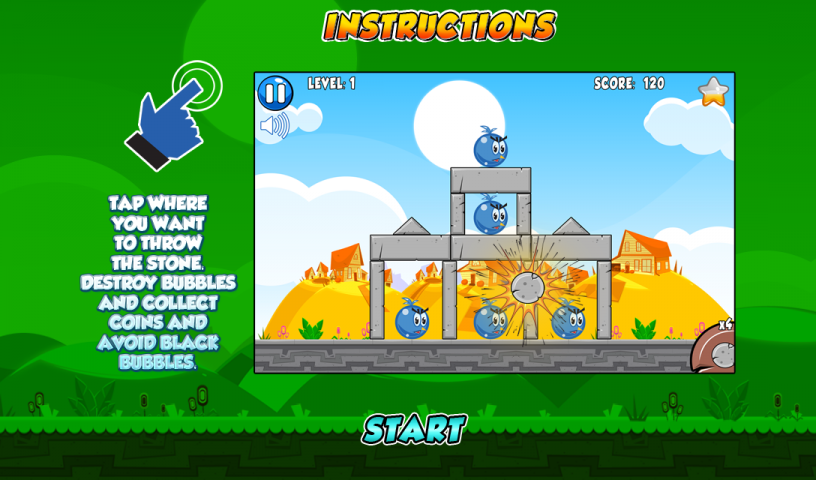 INSTRUCTIONS
LEVEL: 1
SCORE: 120
TAP WHERE
YOU WANT
TO THROW
THE STONE.
DESTROY BUBBLES
AND COLLECT
COINS AND
AVOID BLACK
BUBBLES.
X4
START